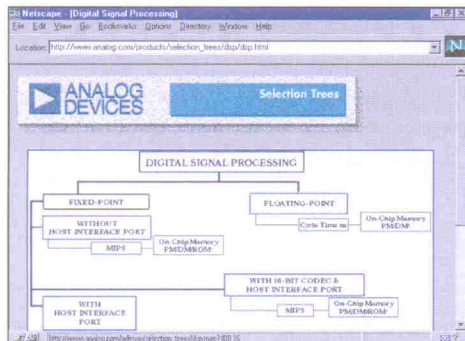 Netscape - [Digital Signal Processing]
File Edit View Go Bookmarks Options Directory Window Help
Location: http://www.analog.com/products/selection_trees/dsp/dsp.html
N
ANALOG
DEVICES
Selection Trees
DIGITAL SIGNAL PROCESSING
FIXED-POINT
FLOATING-POINT
WITHOUT
HOST INTERFACE PORT
MIPS
On-Chip Memory
PM/DM/ROM¹
Cycle Time ns
On-Chip Memory
PM/DM¹
WITH 16-BIT CODEC &
HOST INTERFACE PORT
MIPS
On-Chip Memory
PM/DM/ROM¹
WITH
HOST INTERFACE
PORT